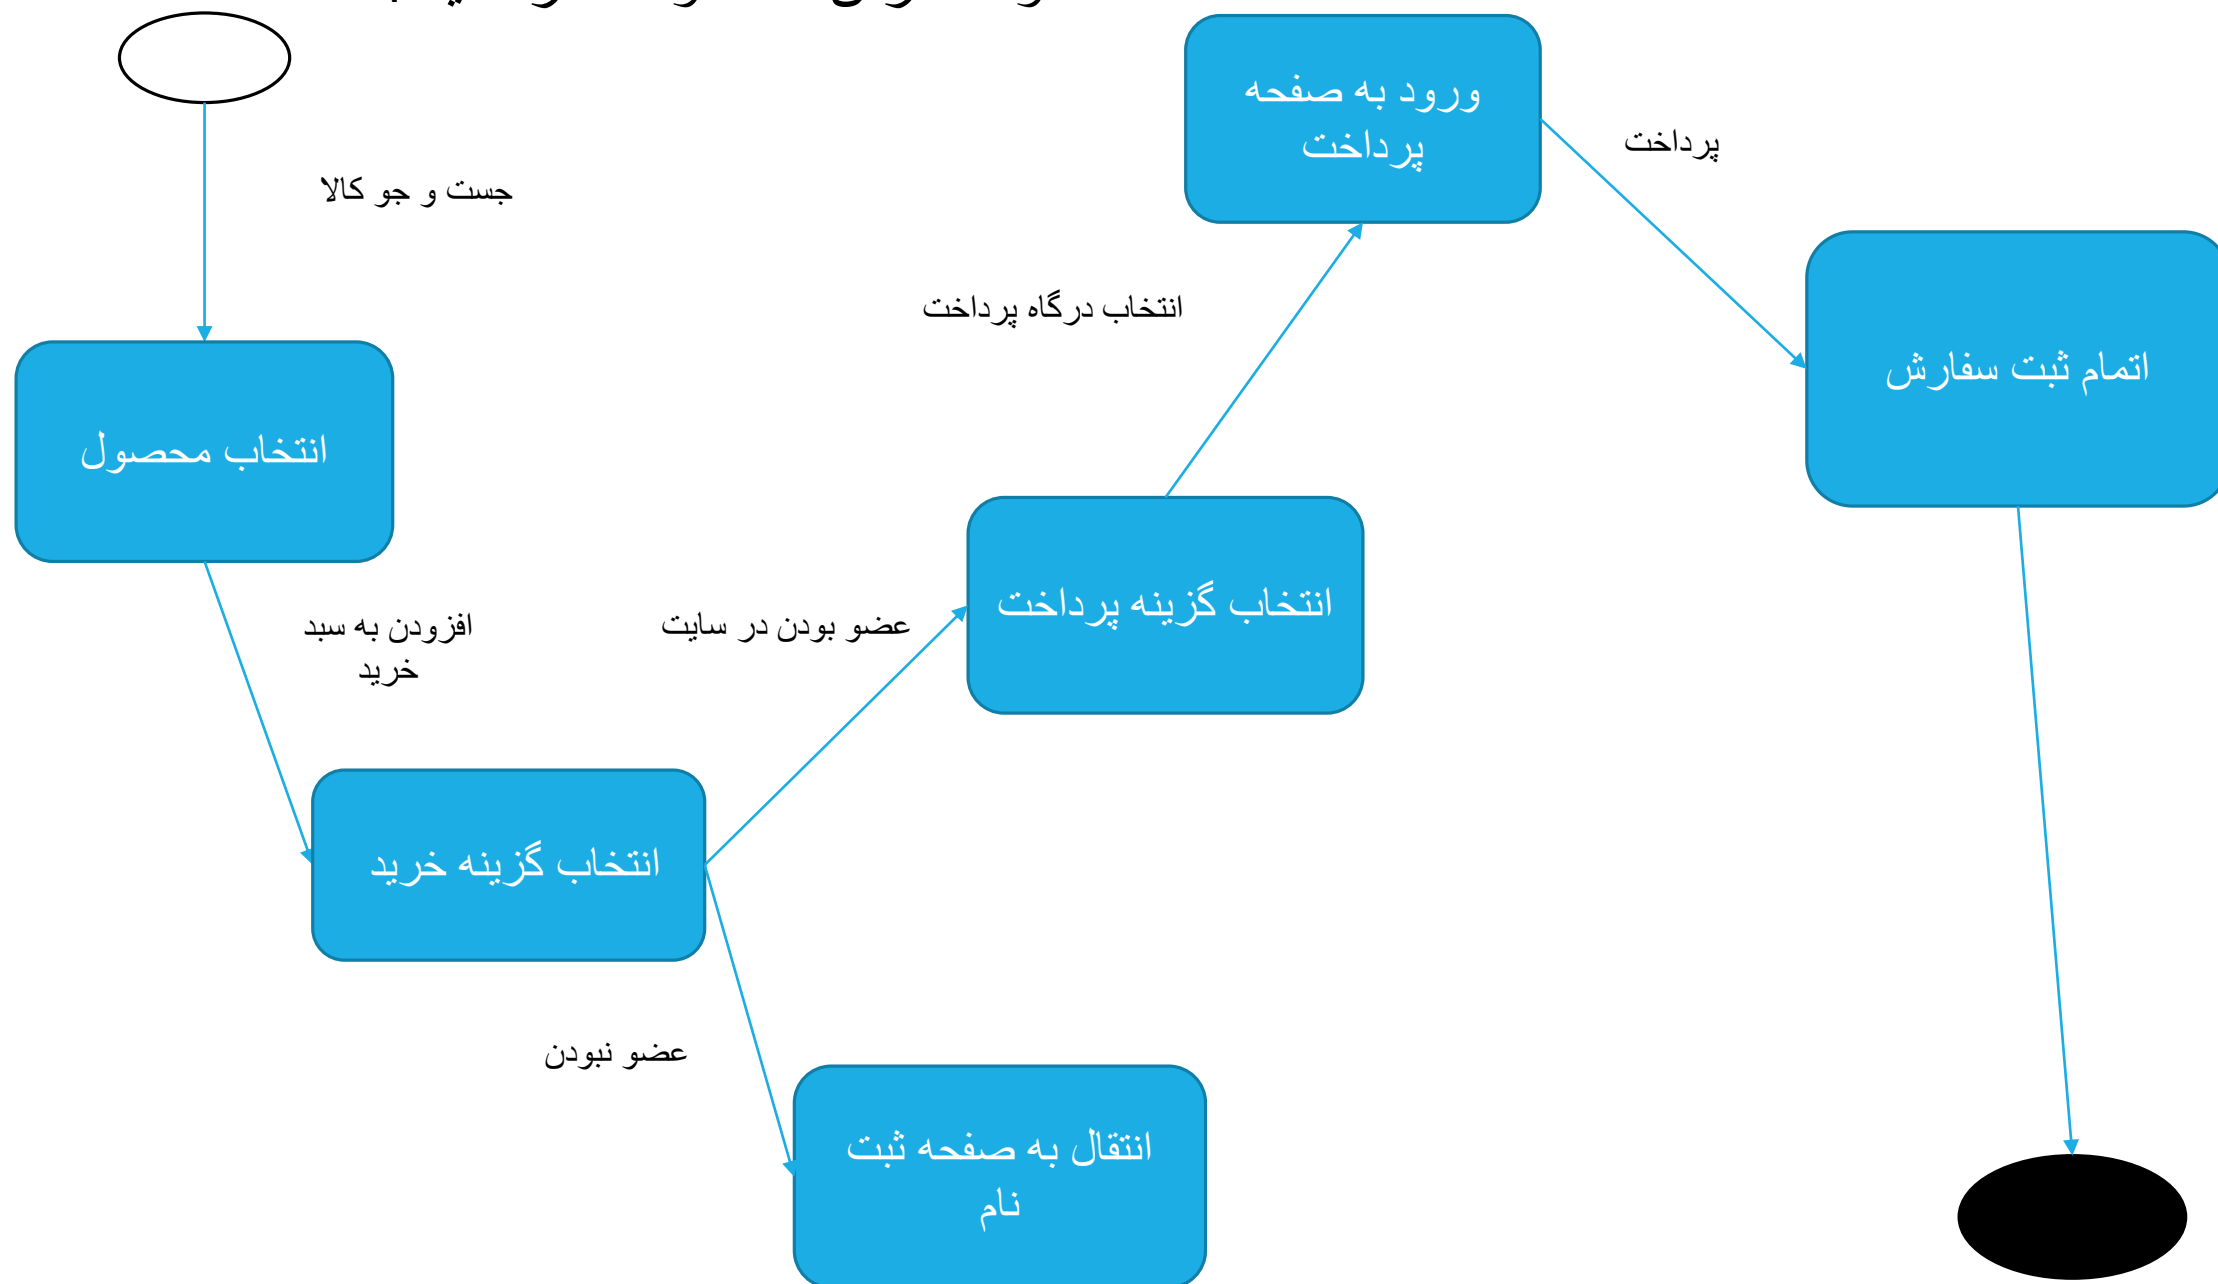 جست و جو کالا
انتخاب محصول
افزودن به سبد
خرید
انتخاب گزینه خرید
عضو بودن در سایت
عضو نبودن
انتقال به صفحه ثبت
نام
انتخاب گزینه پرداخت
انتخاب درگاه پرداخت
ورود به صفحه
پرداخت
پرداخت
اتمام ثبت سفارش